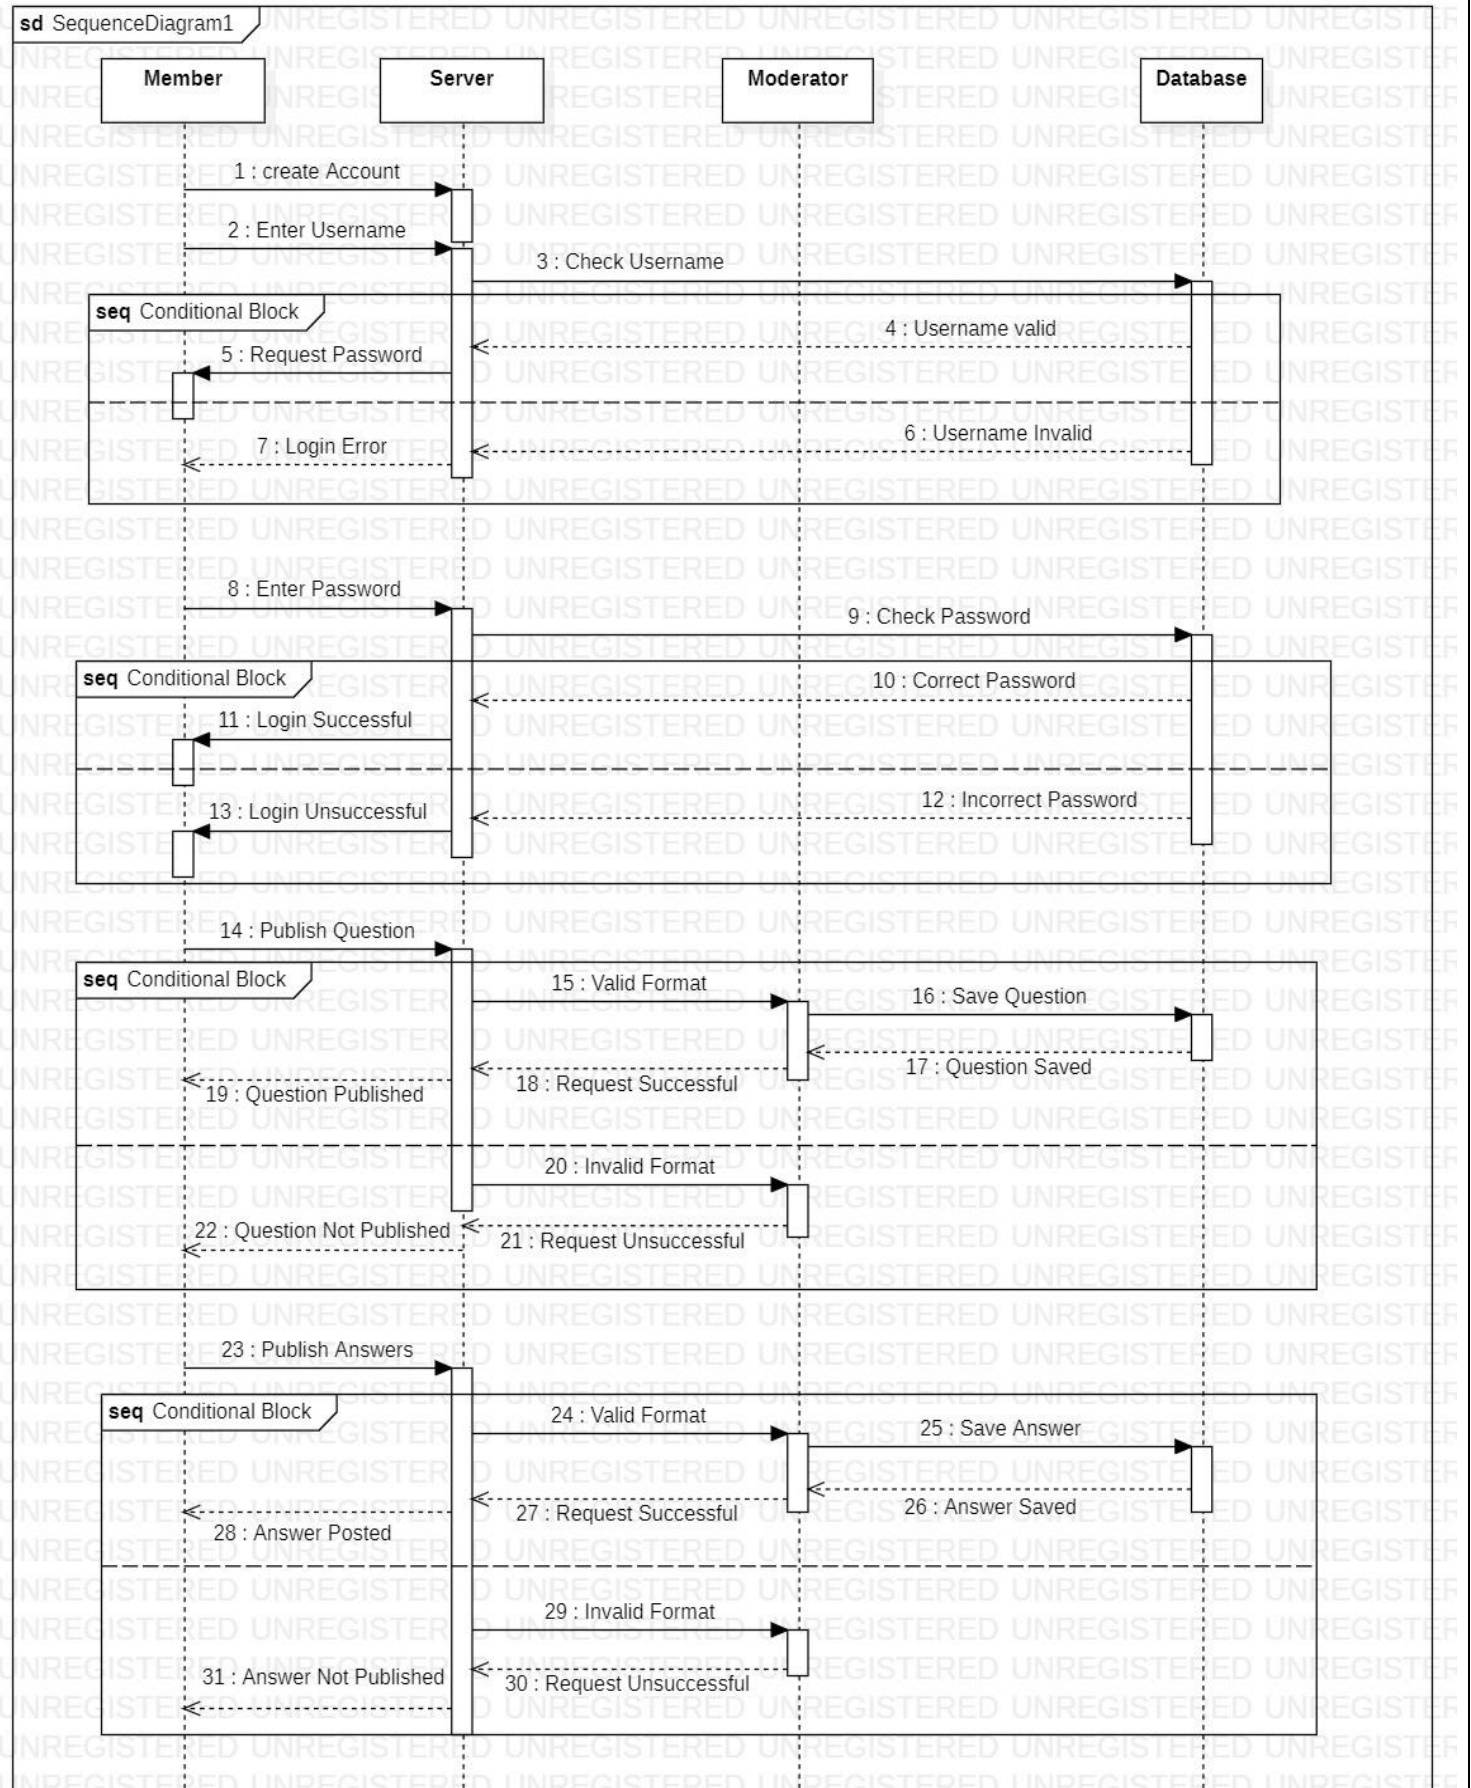 sd SequenceDiagram1
Member Server Moderator Database
1 : create Account
2 : Enter Username
3 : Check Username
seq Conditional Block
4 : Username valid
5 : Request Password
6 : Username Invalid
7 : Login Error
8 : Enter Password
9 : Check Password
seq Conditional Block
10 : Correct Password
11 : Login Successful
12 : Incorrect Password
13 : Login Unsuccessful
14 : Publish Question
seq Conditional Block
15 : Valid Format
16 : Save Question
17 : Question Saved
18 : Request Successful
19 : Question Published
20 : Invalid Format
22 : Question Not Published
21 : Request Unsuccessful
23 : Publish Answers
seq Conditional Block
24 : Valid Format
25 : Save Answer
26 : Answer Saved
27 : Request Successful
28 : Answer Posted
29 : Invalid Format
31 : Answer Not Published
30 : Request Unsuccessful
UNREGISTERED